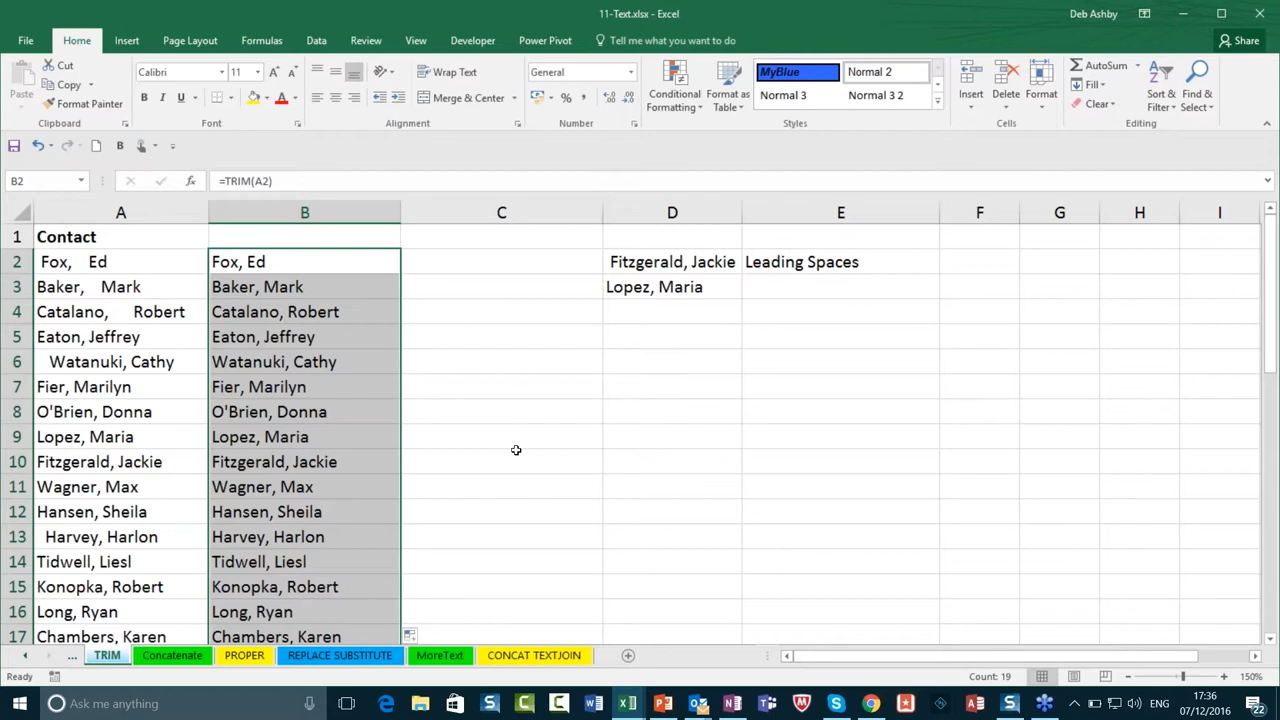 11-Text.xlsx - Excel
Deb Ashby
File Home Insert Page Layout Formulas Data Review View Developer Power Pivot Tell me what you want to do Share
Paste
Cut
Copy
Format Painter
Clipboard
Calibri 11
B I U
Font
Wrap Text
Merge & Center
Alignment
General
Number
Conditional Formatting
Format as Table
MyBlue Normal 2
Normal 3 Normal 3 2
Styles
Insert Delete Format
Cells
AutoSum
Fill
Clear
Sort & Filter
Find & Select
Editing
B2 =TRIM(A2)
A B C D E F G H I
1 Contact
2 Fox,    Ed Fox, Ed Fitzgerald, Jackie Leading Spaces
3 Baker,    Mark Baker, Mark Lopez, Maria
4 Catalano,      Robert Catalano, Robert
5 Eaton, Jeffrey Eaton, Jeffrey
6 Watanuki, Cathy Watanuki, Cathy
7 Fier, Marilyn Fier, Marilyn
8 O'Brien, Donna O'Brien, Donna
9 Lopez, Maria Lopez, Maria
10 Fitzgerald, Jackie Fitzgerald, Jackie
11 Wagner, Max Wagner, Max
12 Hansen, Sheila Hansen, Sheila
13 Harvey, Harlon Harvey, Harlon
14 Tidwell, Liesl Tidwell, Liesl
15 Konopka, Robert Konopka, Robert
16 Long, Ryan Long, Ryan
17 Chambers, Karen Chambers, Karen
... TRIM Concatenate PROPER REPLACE SUBSTITUTE MoreText CONCAT TEXTJOIN
Ready Count: 19 150%
Ask me anything ENG 17:36
07/12/2016 22